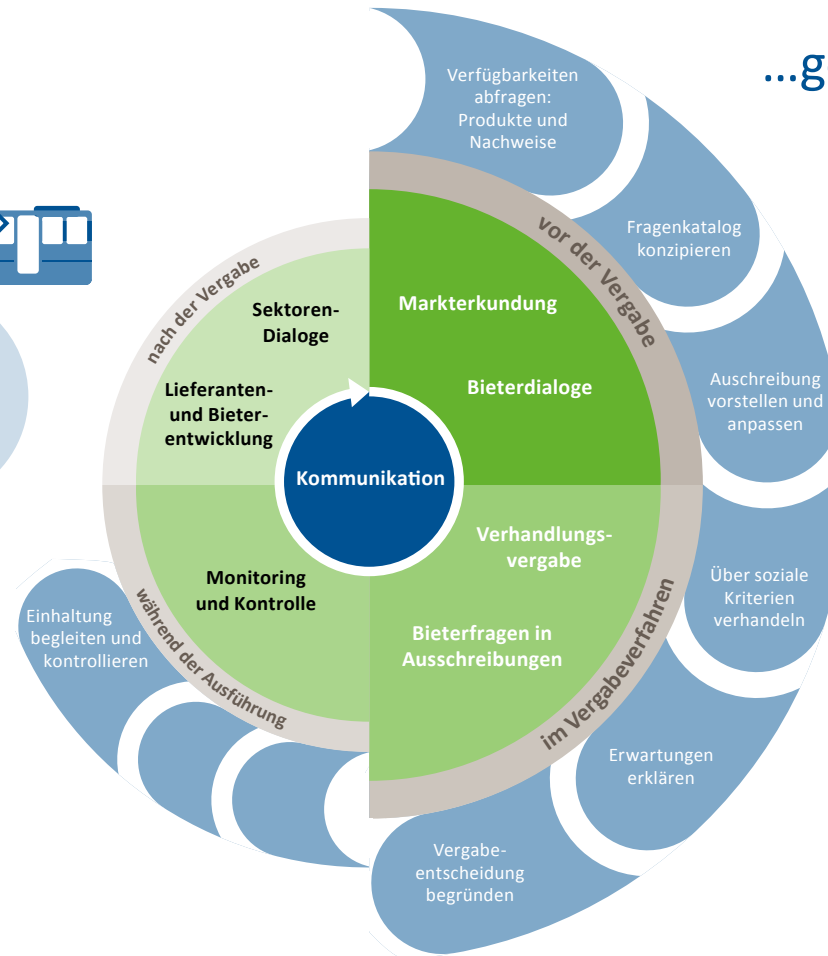 ...g
Verfügbarkeiten
abfragen:
Produkte und
Nachweise
Fragenkatalog
konzipieren
Auschreibung
vorstellen und
anpassen
Über soziale
Kriterien
verhandeln
Erwartungen
erklären
Vergabe-
entscheidung
begründen
Einhaltung
begleiten und
kontrollieren
vor der Vergabe
im Vergabeverfahren
während der Ausführung
nach der Vergabe
Markterkundung
Bieterdialoge
Verhandlungs-
vergabe
Bieterfragen in
Ausschreibungen
Monitoring
und Kontrolle
Lieferanten-
und Bieter-
entwicklung
Sektoren-
Dialoge
Kommunikation